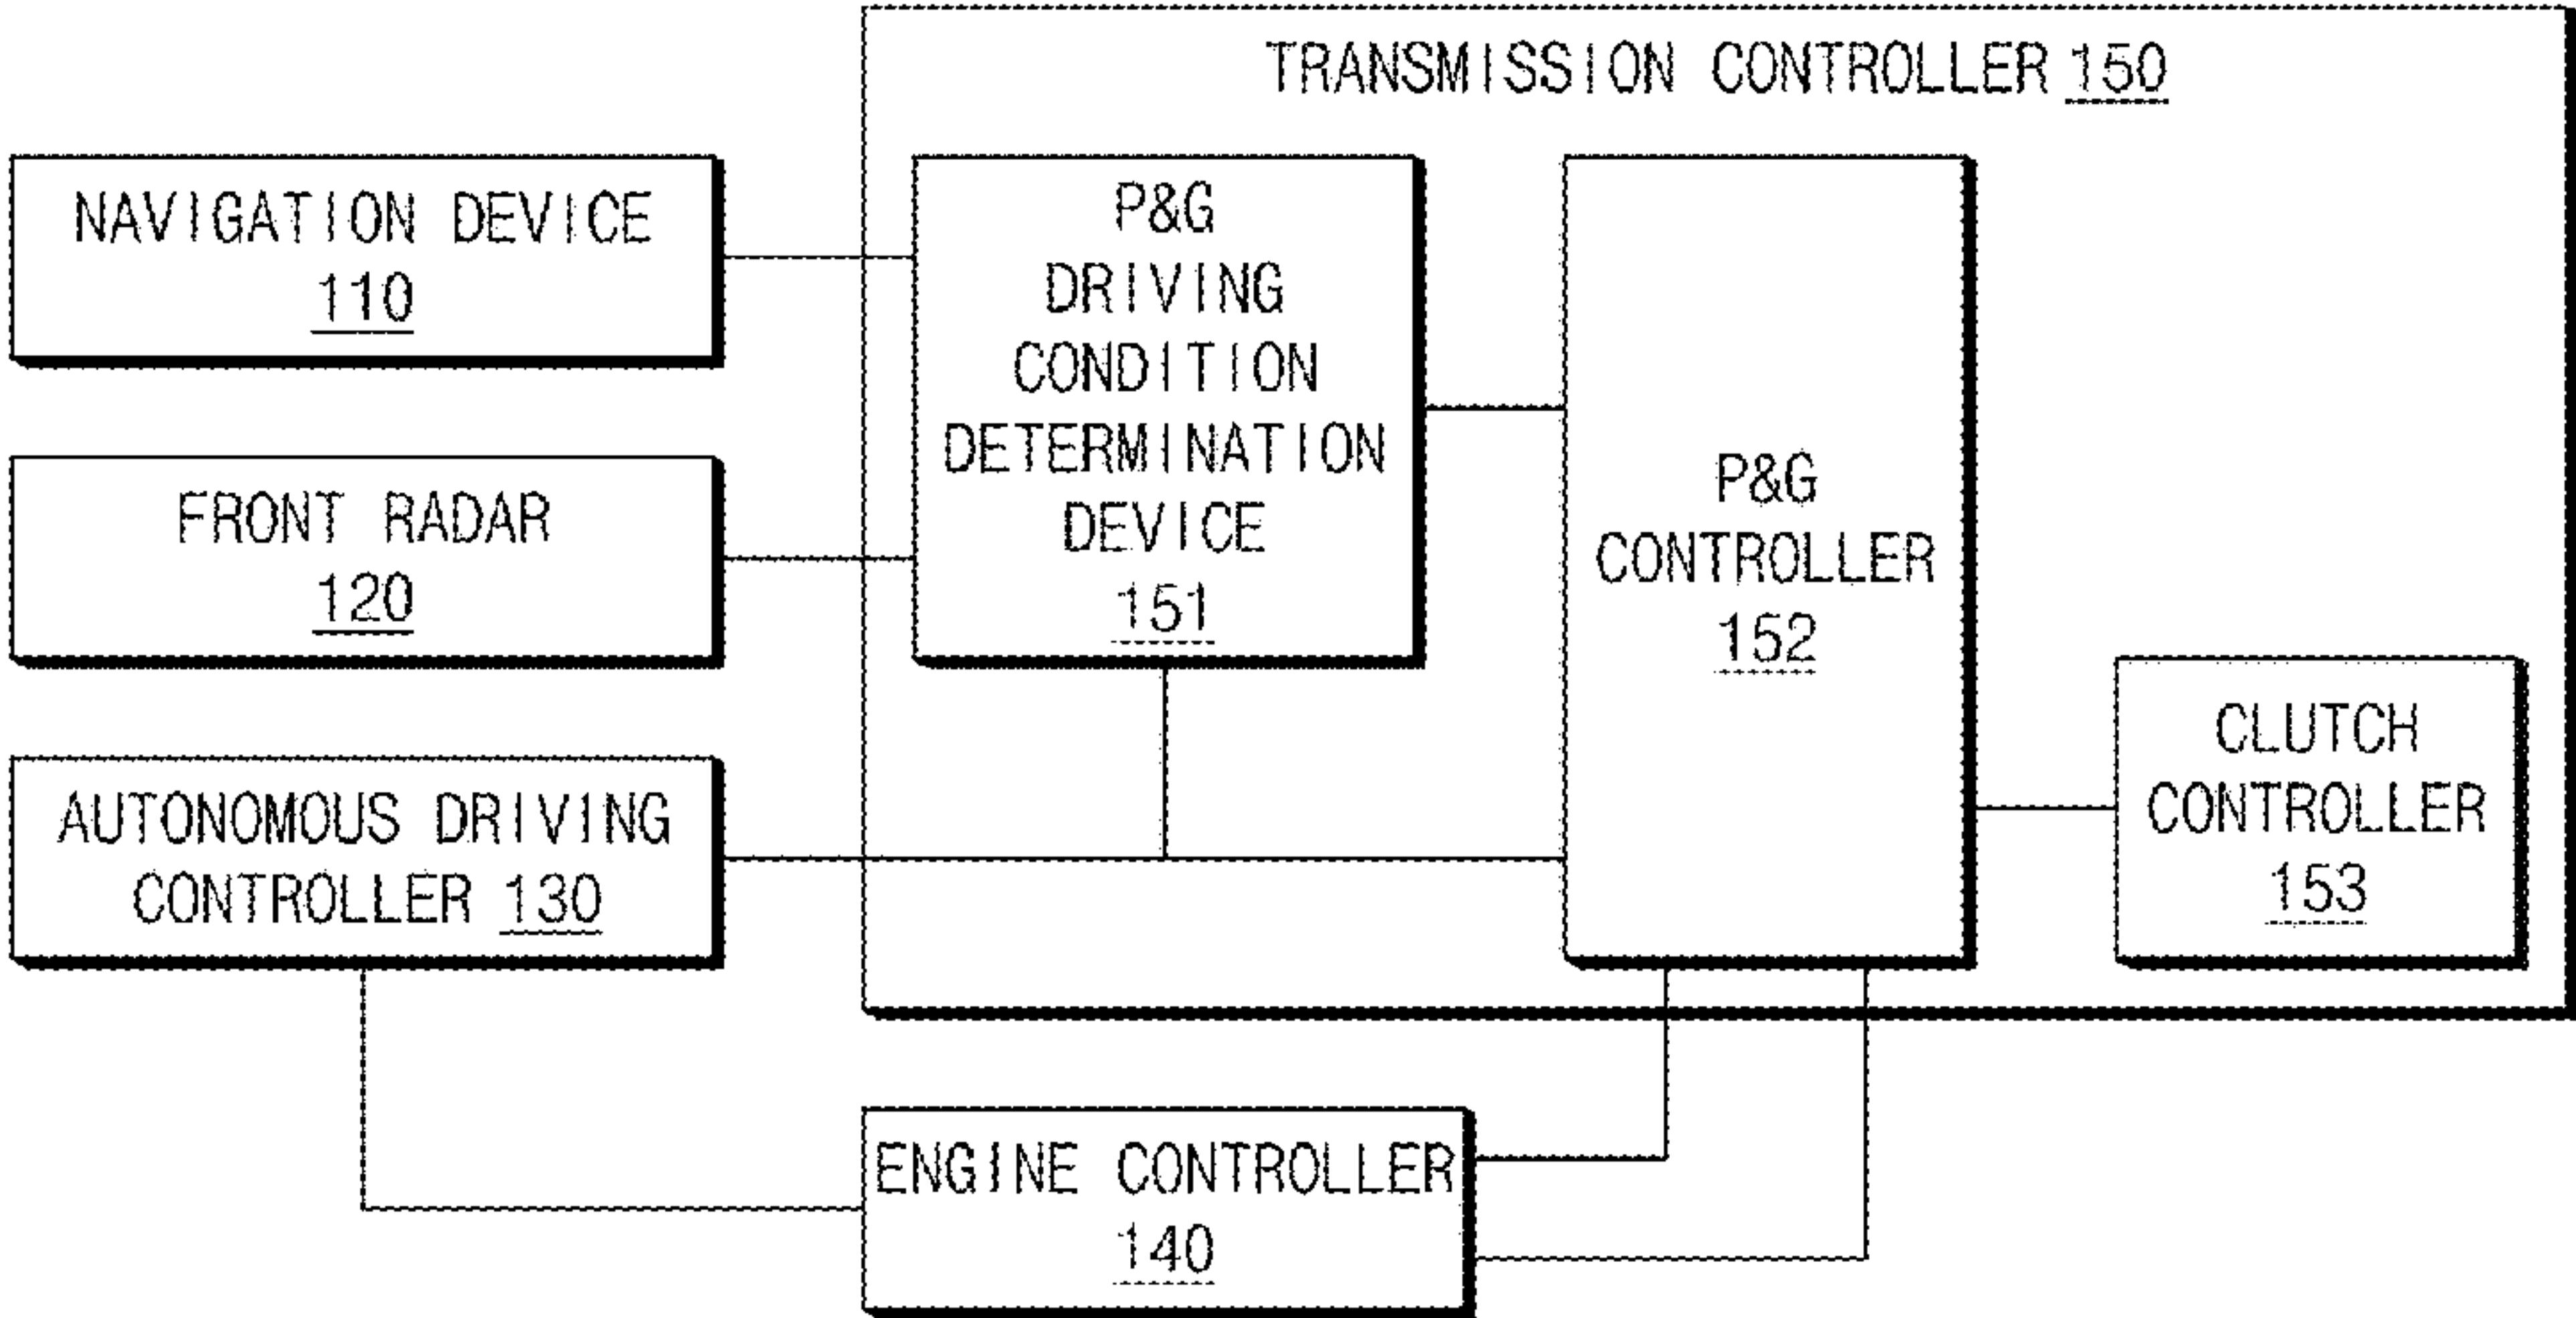 TRANSMISSION CONTROLLER 150
NAVIGATION DEVICE
110
FRONT RADAR
120
AUTONOMOUS DRIVING
CONTROLLER 130
P&G
DRIVING
CONDITION
DETERMINATION
DEVICE
151
P&G
CONTROLLER
152
CLUTCH
CONTROLLER
153
ENGINE CONTROLLER
140